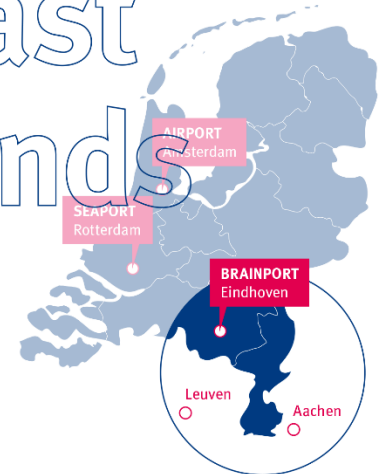 ast
nds
AIRPORT
Amsterdam
SEAPORT
Rotterdam
BRAINPORT
Eindhoven
Leuven
Aachen